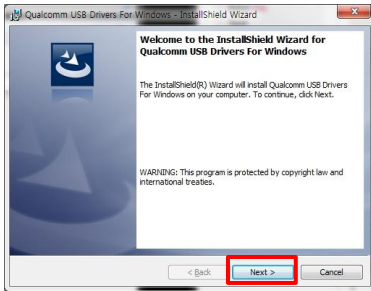 Qualcomm USB Drivers For Windows - InstallShield Wizard
Welcome to the InstallShield Wizard for
Qualcomm USB Drivers For Windows
The InstallShield(R) Wizard will install Qualcomm USB Drivers
For Windows on your computer. To continue, click Next.
WARNING: This program is protected by copyright law and
international treaties.
< Back
Next >
Cancel